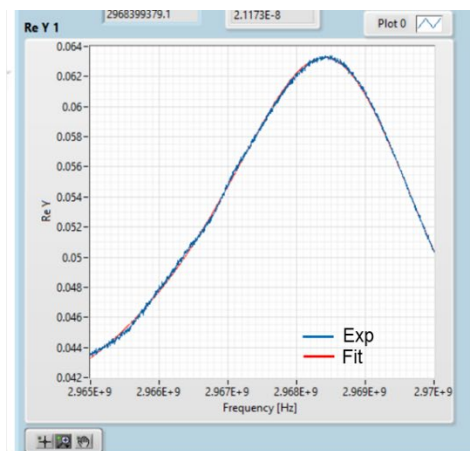 2968399379.1
2.1173E-8
Re Y 1
Plot 0
0.064
0.062
0.06
0.058
0.056
0.054
0.052
0.05
0.048
0.046
0.044
0.042
Re Y
Exp
Fit
2.965E+9 2.966E+9 2.967E+9 2.968E+9 2.969E+9 2.97E+9
Frequency [Hz]